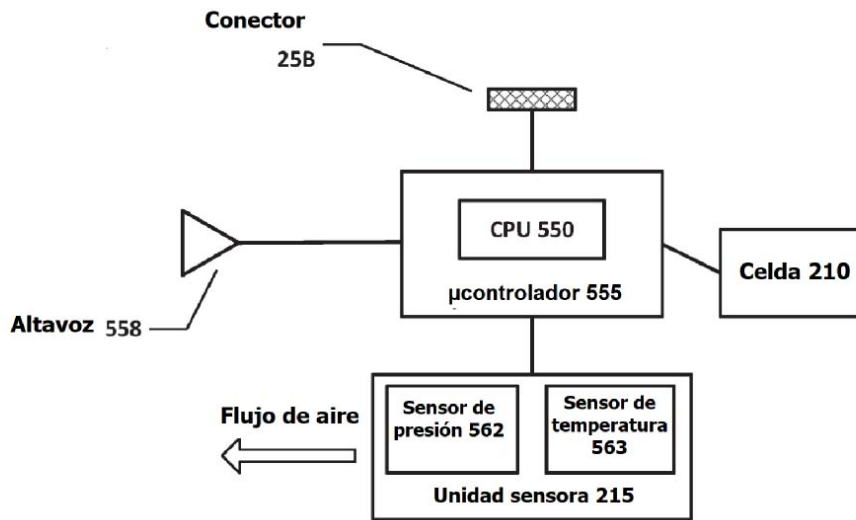 Conector
25B
CPU 550
µcontrolador 555
Celda 210
Altavoz 558
Flujo de aire
Sensor de
presión 562
Sensor de
temperatura
563
Unidad sensora 215